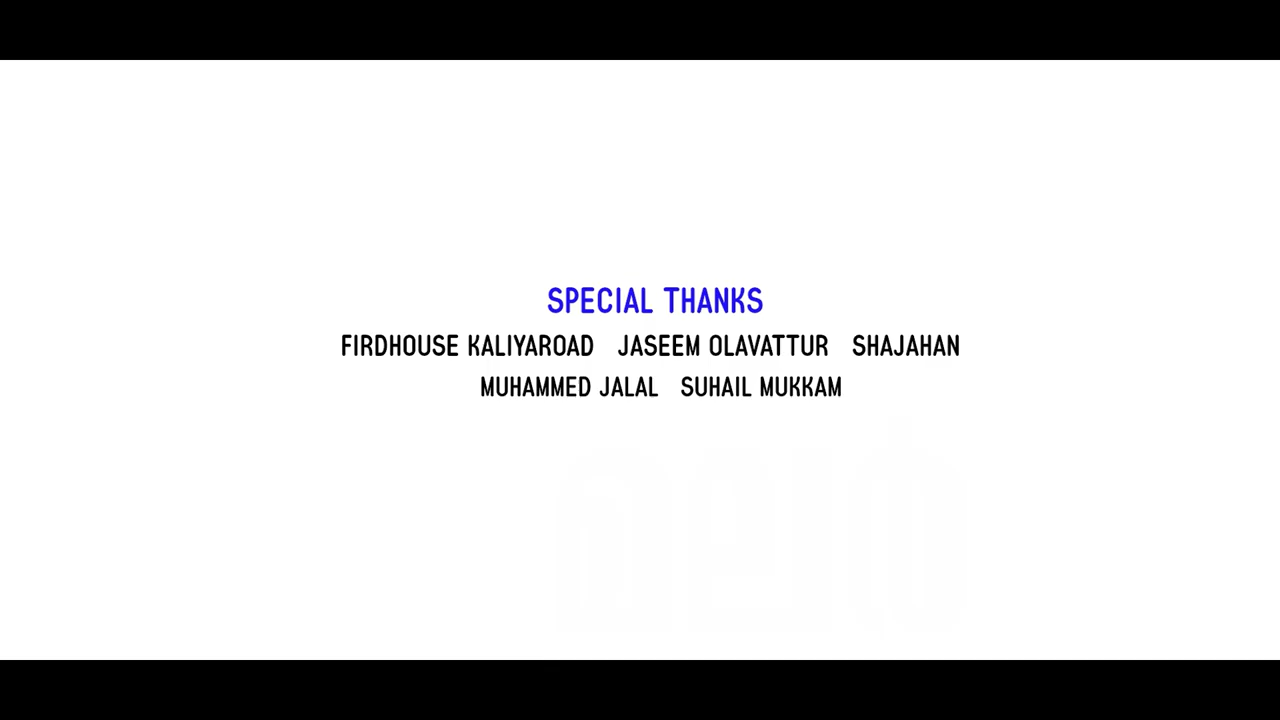 SPECIAL THANKS
FIRDHOUSE KALIYAROAD JASEEM OLAVATTUR SHAJAHAN
MUHAMMED JALAL SUHAIL MUKKAM